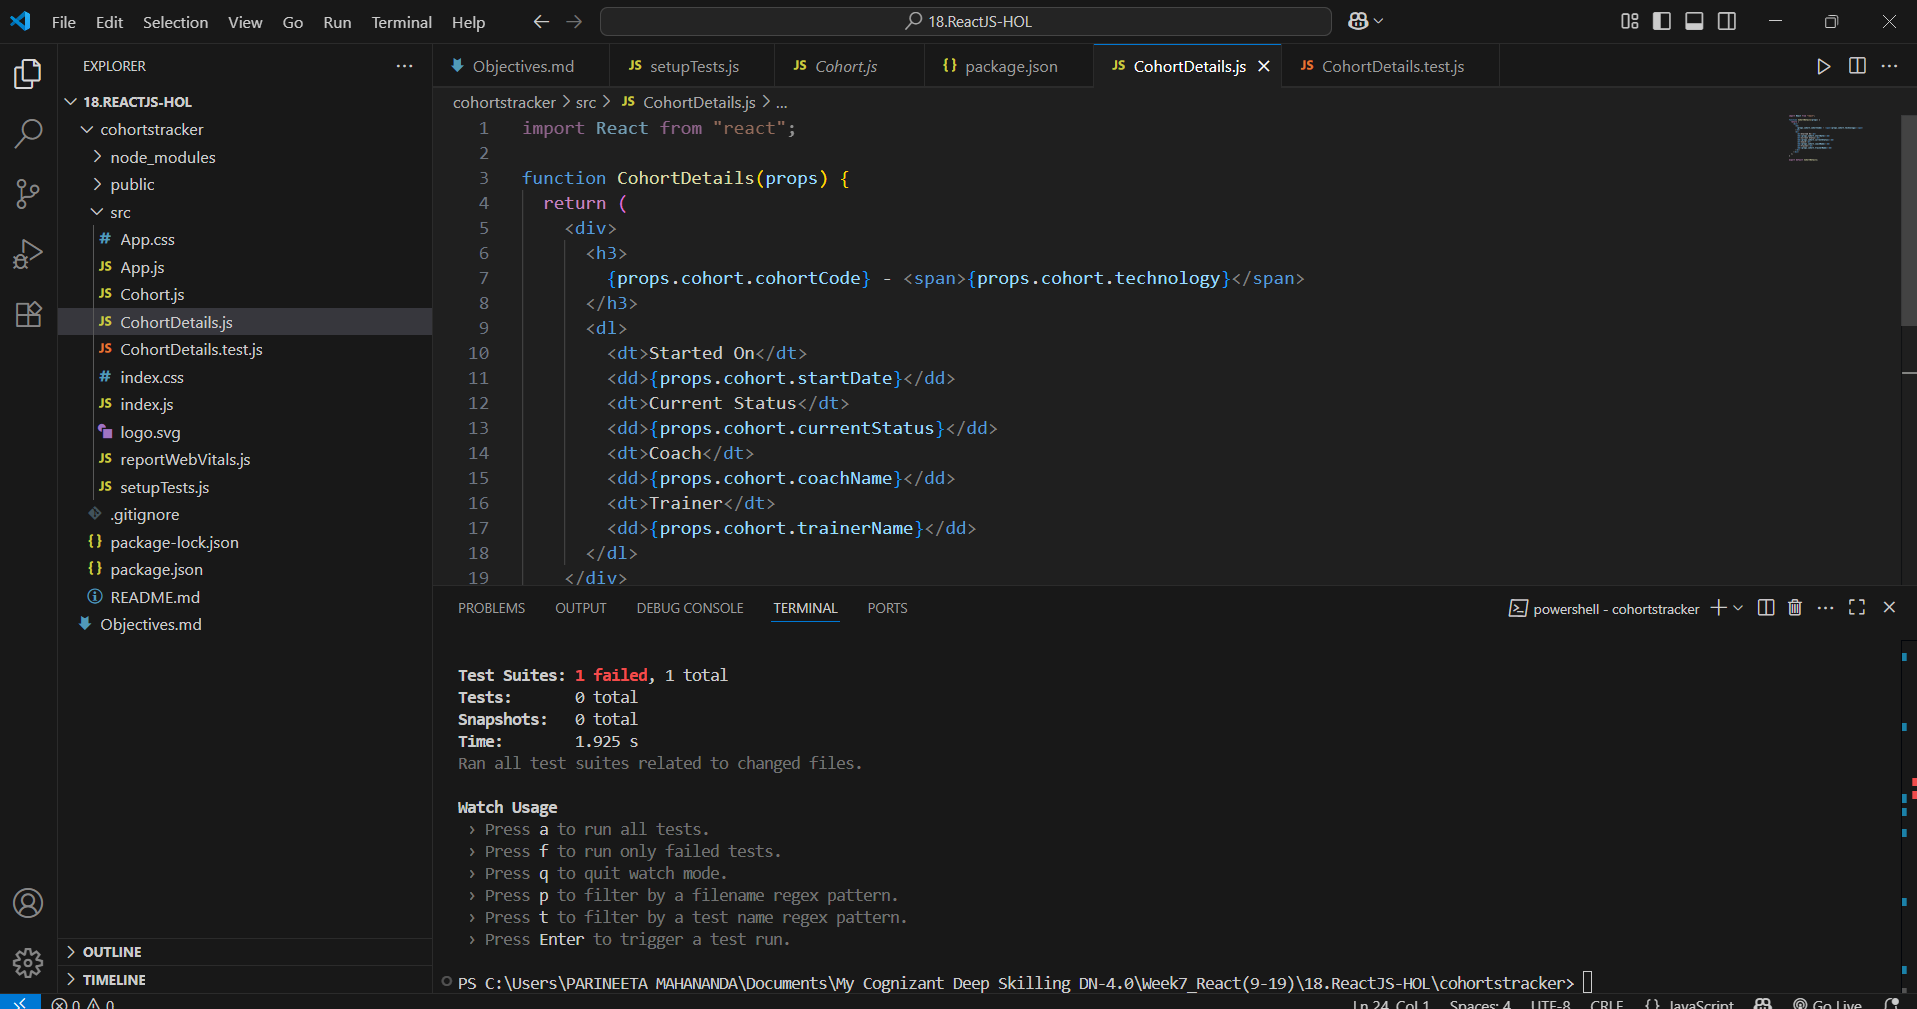 File Edit Selection View Go Run Terminal Help
18.ReactJS-HOL
EXPLORER
18.REACTJS-HOL
cohortstracker
node_modules
public
src
App.css
App.js
Cohort.js
CohortDetails.js
CohortDetails.test.js
index.css
index.js
logo.svg
reportWebVitals.js
setupTests.js
.gitignore
package-lock.json
package.json
README.md
Objectives.md
OUTLINE
TIMELINE
Objectives.md JS setupTests.js JS Cohort.js {} package.json JS CohortDetails.js JS CohortDetails.test.js
cohortstracker > src > JS CohortDetails.js > ...
1 import React from "react";
2
3 function CohortDetails(props) {
4 return (
5 <div>
6 <h3>
7 {props.cohort.cohortCode} - <span>{props.cohort.technology}</span>
8 </h3>
9 <dl>
10 <dt>Started On</dt>
11 <dd>{props.cohort.startDate}</dd>
12 <dt>Current Status</dt>
13 <dd>{props.cohort.currentStatus}</dd>
14 <dt>Coach</dt>
15 <dd>{props.cohort.coachName}</dd>
16 <dt>Trainer</dt>
17 <dd>{props.cohort.trainerName}</dd>
18 </dl>
19 </div>
PROBLEMS OUTPUT DEBUG CONSOLE TERMINAL PORTS
powershell - cohortstracker
Test Suites: 1 failed, 1 total
Tests: 0 total
Snapshots: 0 total
Time: 1.925 s
Ran all test suites related to changed files.
Watch Usage
› Press a to run all tests.
› Press f to run only failed tests.
› Press q to quit watch mode.
› Press p to filter by a filename regex pattern.
› Press t to filter by a test name regex pattern.
› Press Enter to trigger a test run.
PS C:\Users\PARINEETA MAHANANDA\Documents\My Cognizant Deep Skilling DN-4.0\Week7_React(9-19)\18.ReactJS-HOL\cohortstracker>
0 0 Ln 24, Col 1 Spaces: 4 UTF-8 CRLF {} JavaScript Go Live